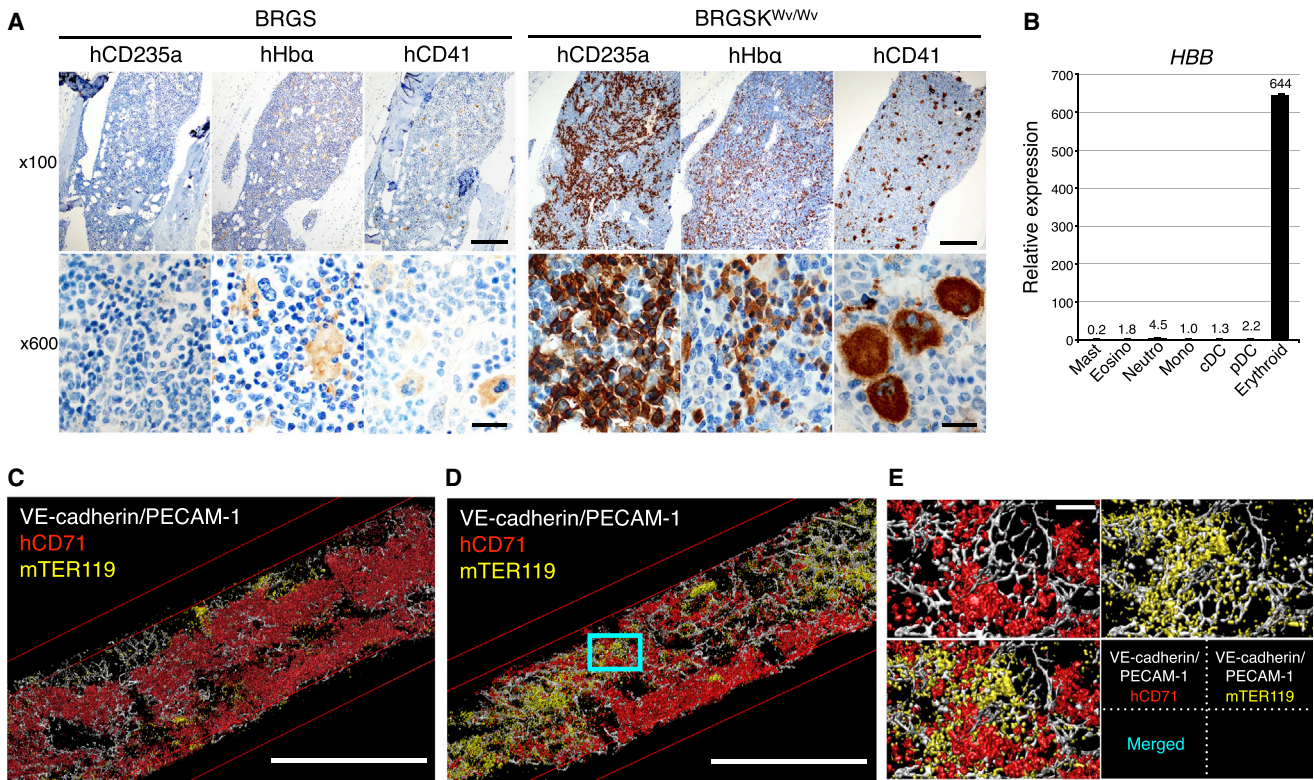 A
BRGS
BRGSKWv/Wv
hCD235a hHbα hCD41
hCD235a hHbα hCD41
x100
x600
B
HBB
Relative expression
700
600
500
400
300
200
100
0
0.2 1.8 4.5 1.0 1.3 2.2 644
Mast Eosino Neutro Mono cDC pDC Erythroid
C
VE-cadherin/PECAM-1
hCD71
mTER119
D
VE-cadherin/PECAM-1
hCD71
mTER119
E
VE-cadherin/
PECAM-1
hCD71
VE-cadherin/
PECAM-1
mTER119
Merged